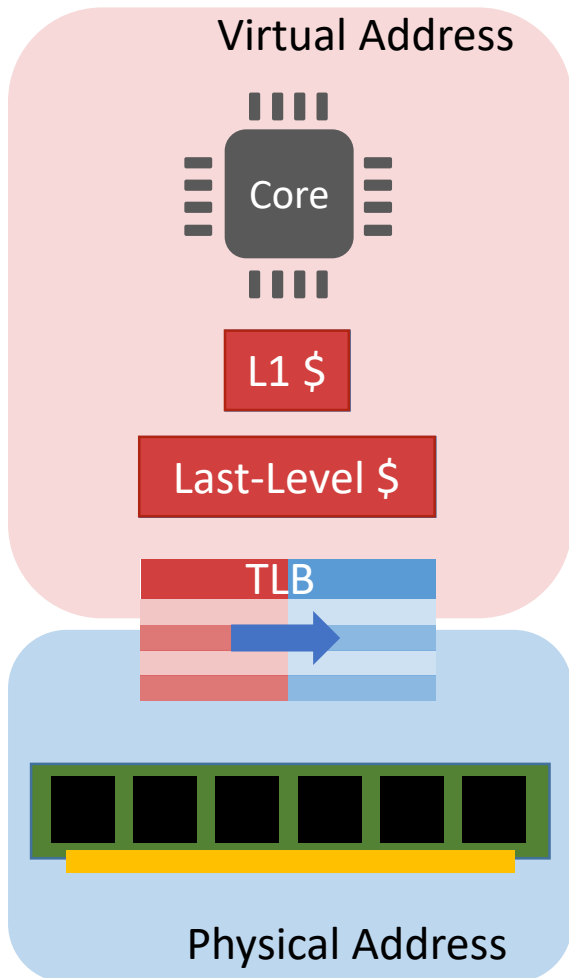 Virtual Address
Core
L1 $
Last-Level $
TLB
Physical Address